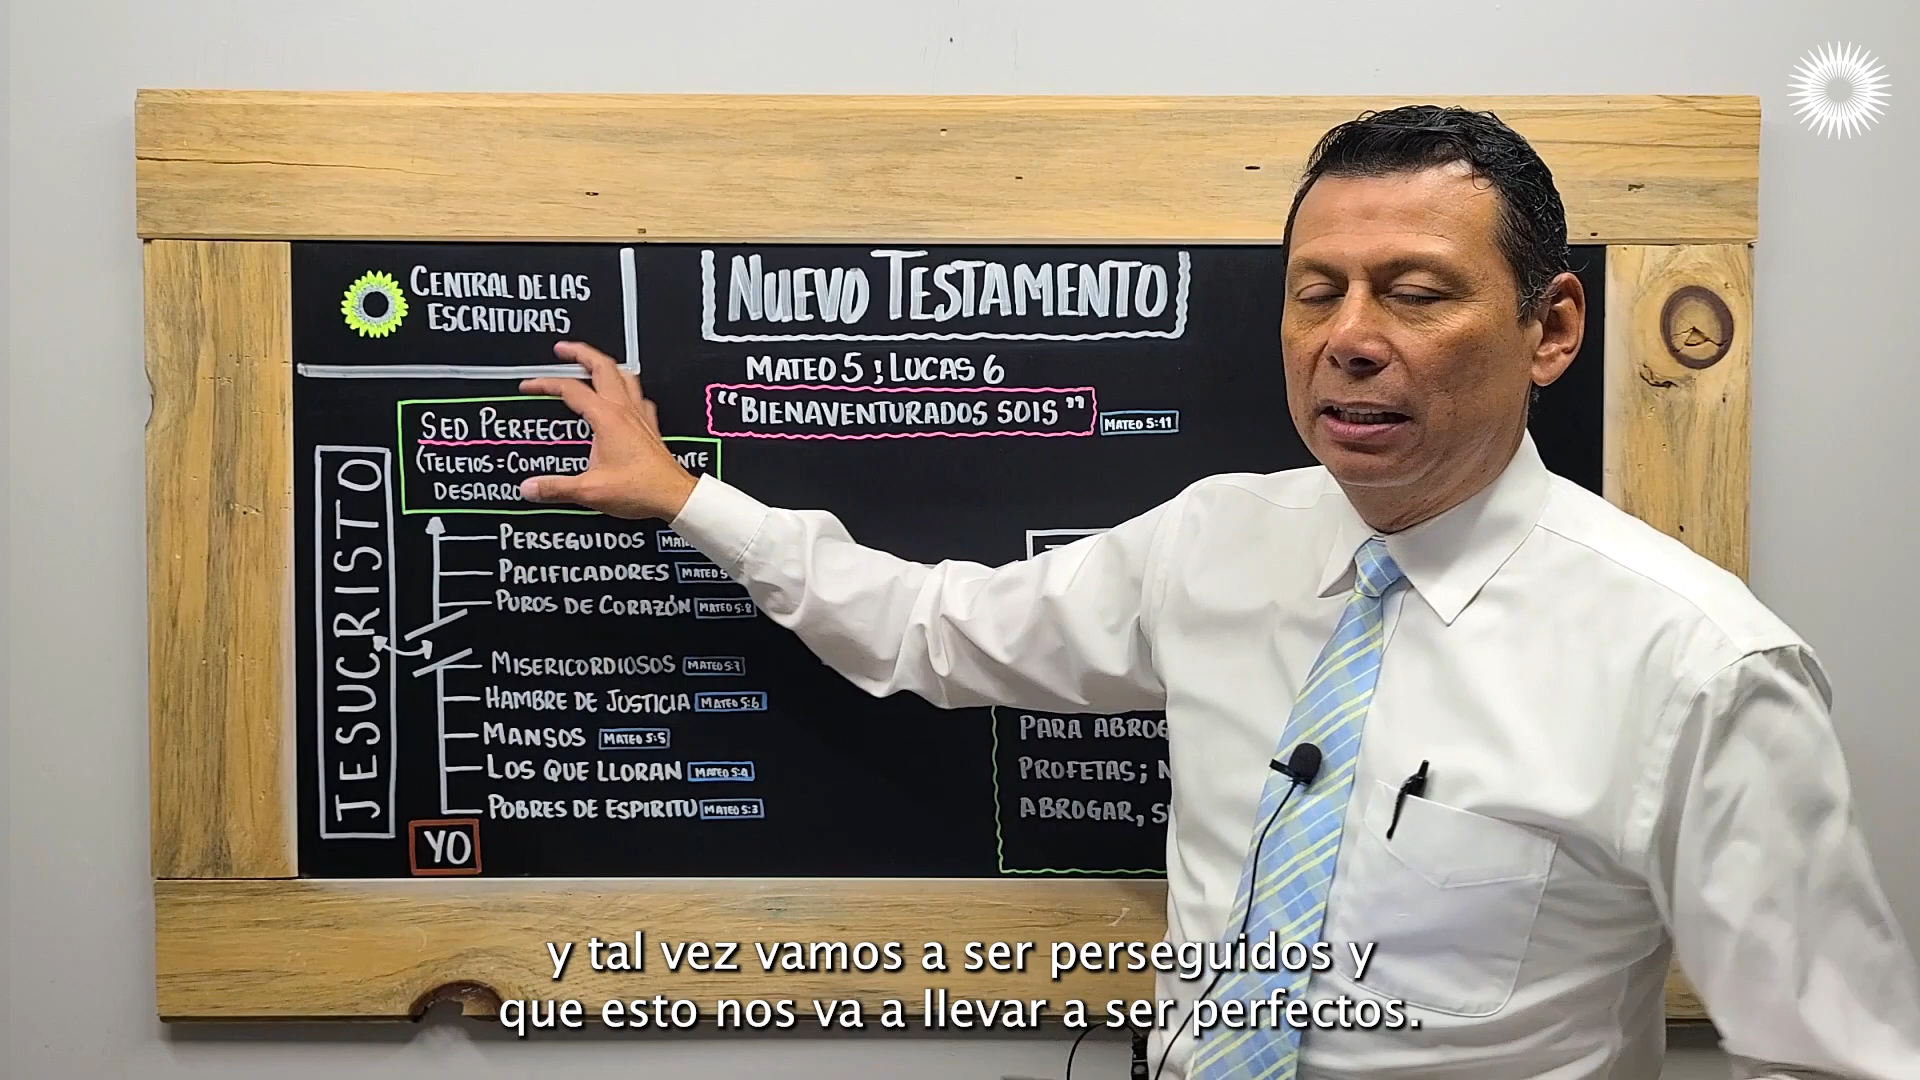 CENTRAL DE LAS
ESCRITURAS
NUEVO TESTAMENTO
MATEO 5 ; LUCAS 6
"BIENAVENTURADOS SOIS"
MATEO 5:11
SED PERFECTO
(TELEIOS = COMPLETO
DESARRO
JESUCRISTO
PERSEGUIDOS
PACIFICADORES MATEO 5
PUROS DE CORAZÓN MATEO 5:8
MISERICORDIOSOS MATEO 5:7
HAMBRE DE JUSTICIA MATEO 5:6
MANSOS MATEO 5:5
LOS QUE LLORAN MATEO 5:4
POBRES DE ESPIRITU MATEO 5:3
YO
PARA ABROG
PROFETAS; N
ABROGAR, S
y tal vez vamos a ser perseguidos y
que esto nos va a llevar a ser perfectos.